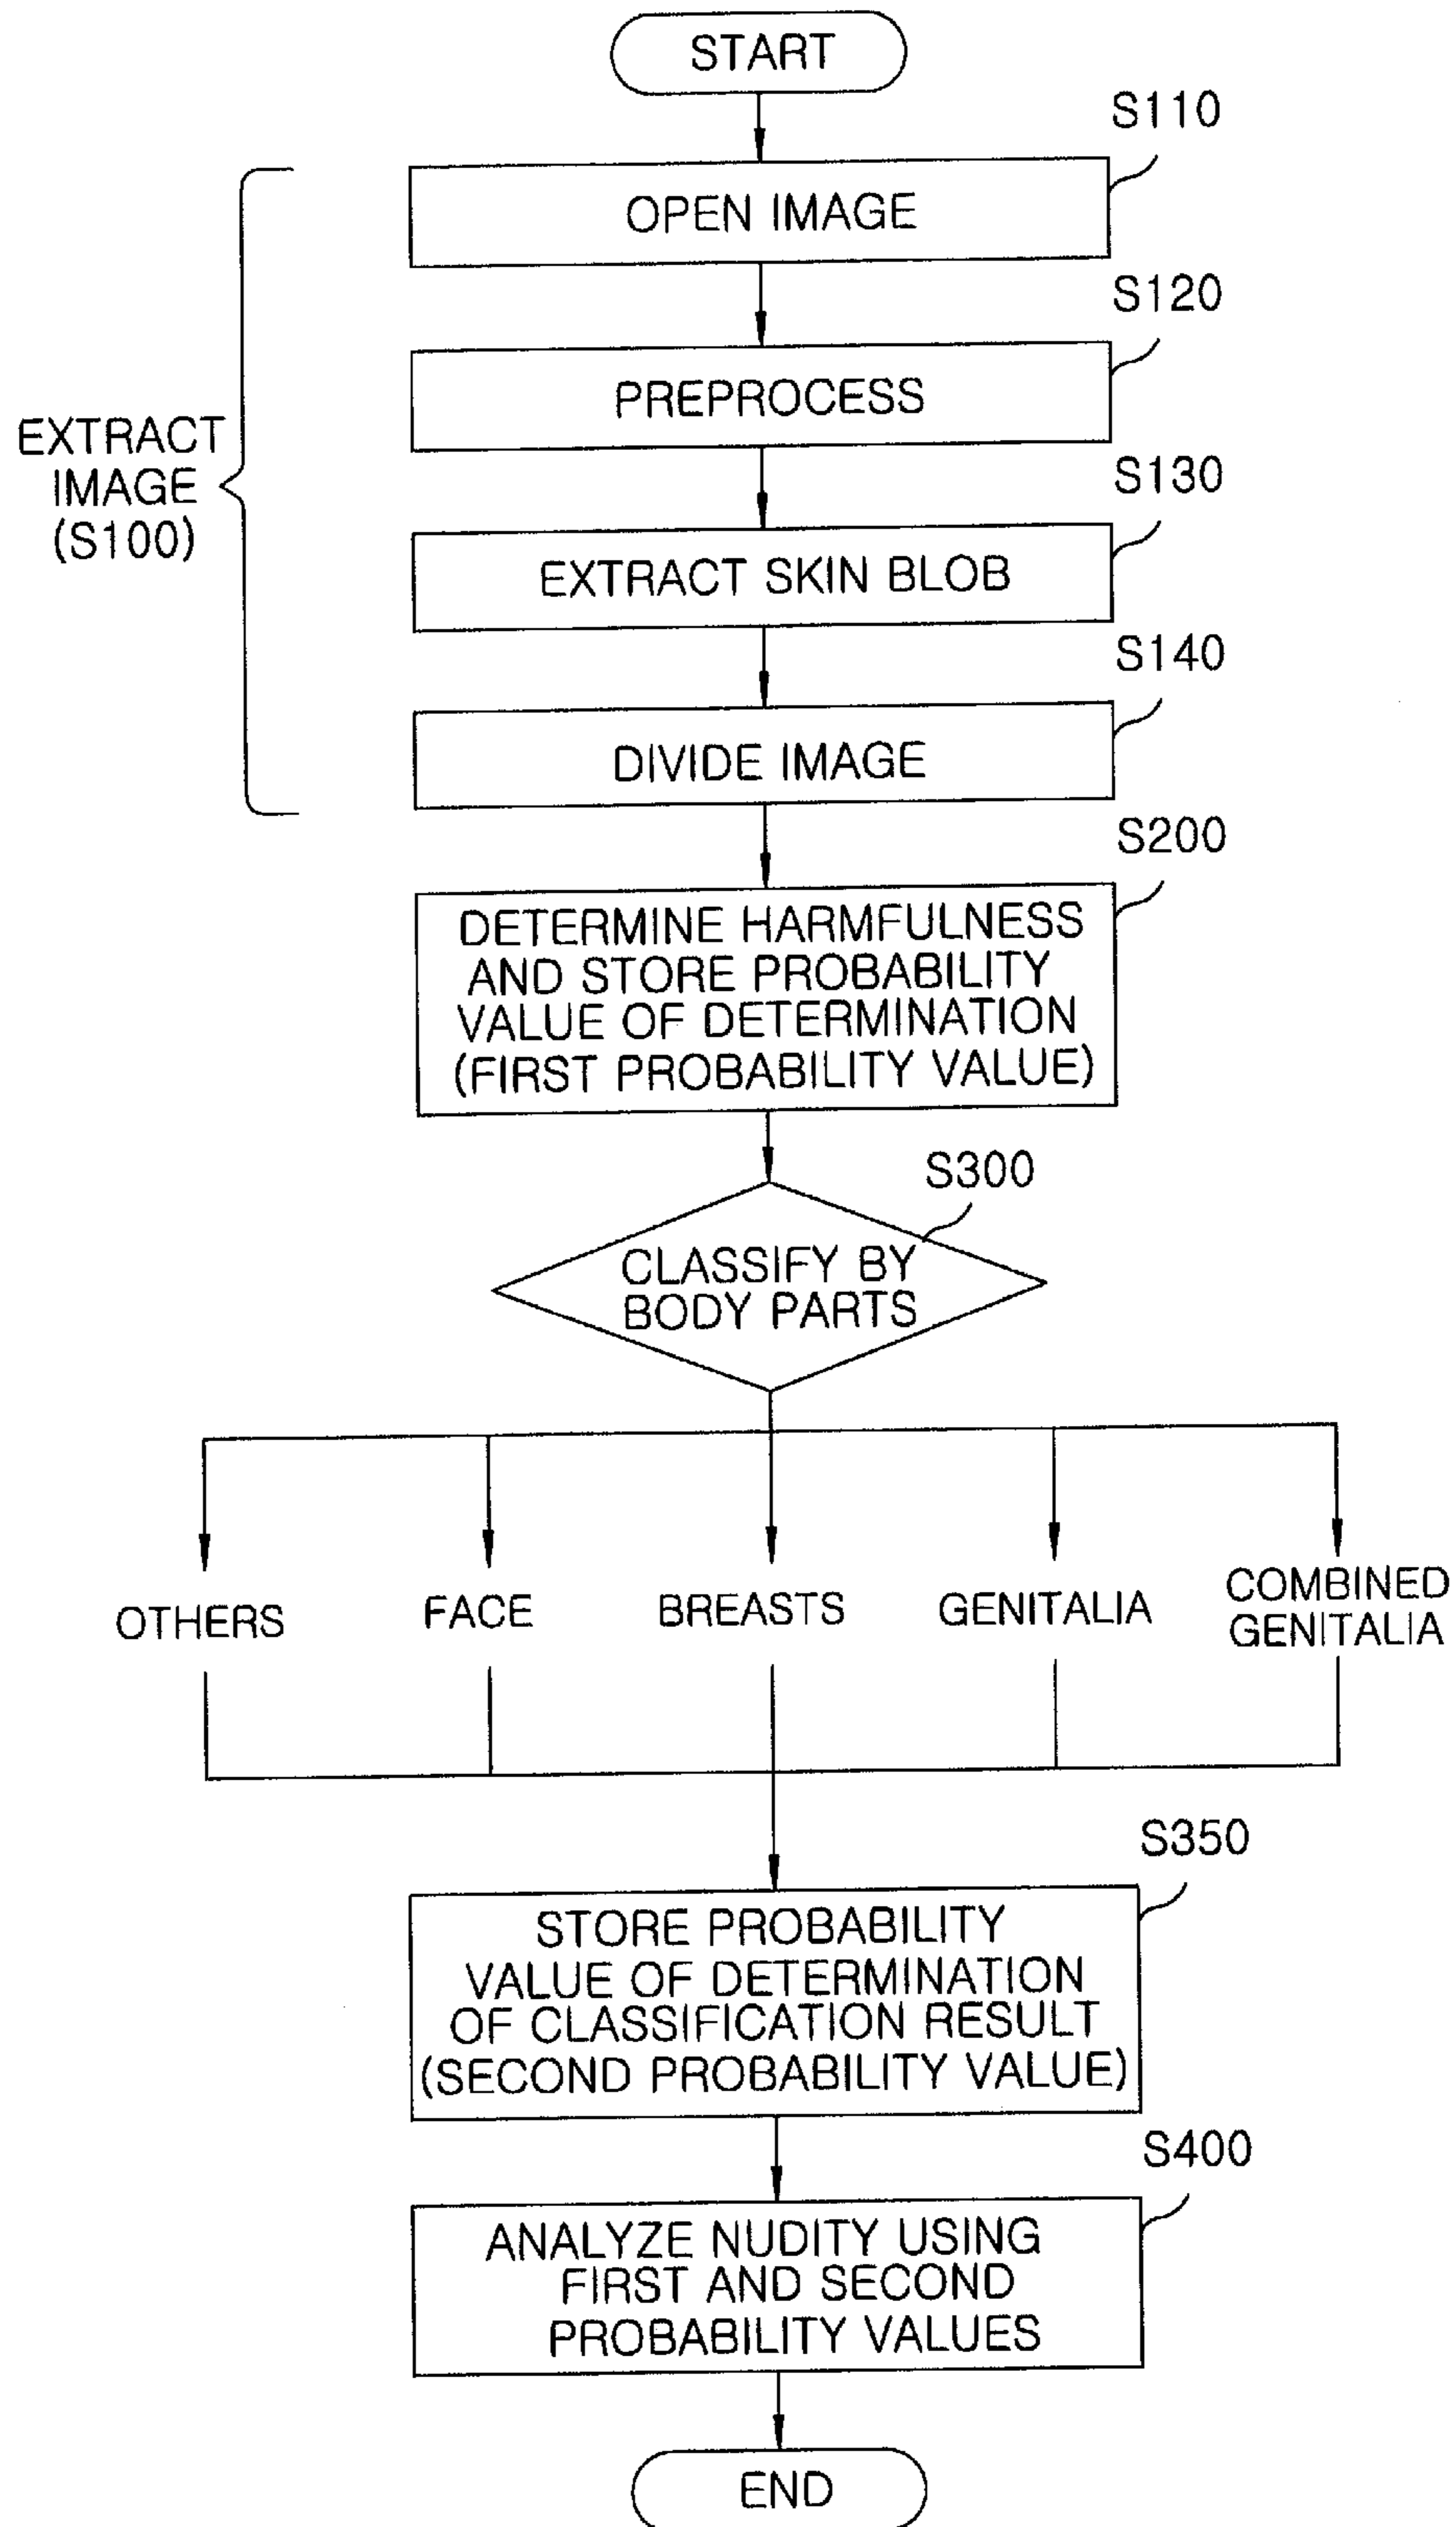 START
S110
OPEN IMAGE
S120
PREPROCESS
EXTRACT
IMAGE
(S100)
S130
EXTRACT SKIN BLOB
S140
DIVIDE IMAGE
S200
DETERMINE HARMFULNESS
AND STORE PROBABILITY
VALUE OF DETERMINATION
(FIRST PROBABILITY VALUE)
S300
CLASSIFY BY
BODY PARTS
OTHERS
FACE
BREASTS
GENITALIA
COMBINED
GENITALIA
S350
STORE PROBABILITY
VALUE OF DETERMINATION
OF CLASSIFICATION RESULT
(SECOND PROBABILITY VALUE)
S400
ANALYZE NUDITY USING
FIRST AND SECOND
PROBABILITY VALUES
END